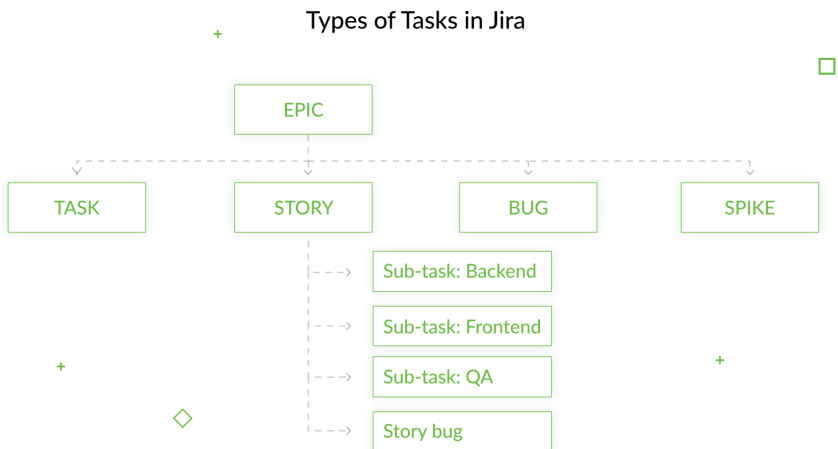 Types of Tasks in Jira
EPIC
TASK
STORY
BUG
SPIKE
Sub-task: Backend
Sub-task: Frontend
Sub-task: QA
Story bug